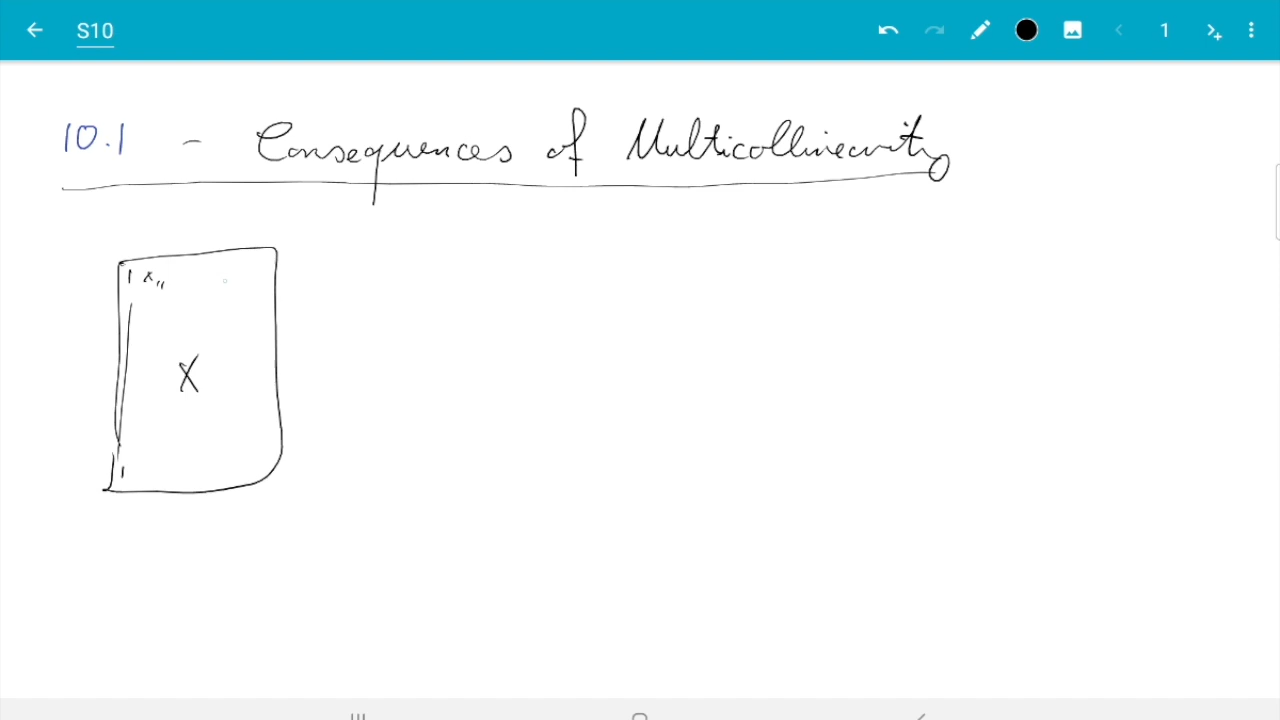 S10
1
10.1 - Consequences of Multicollinearity
1 x₁₁
X
1